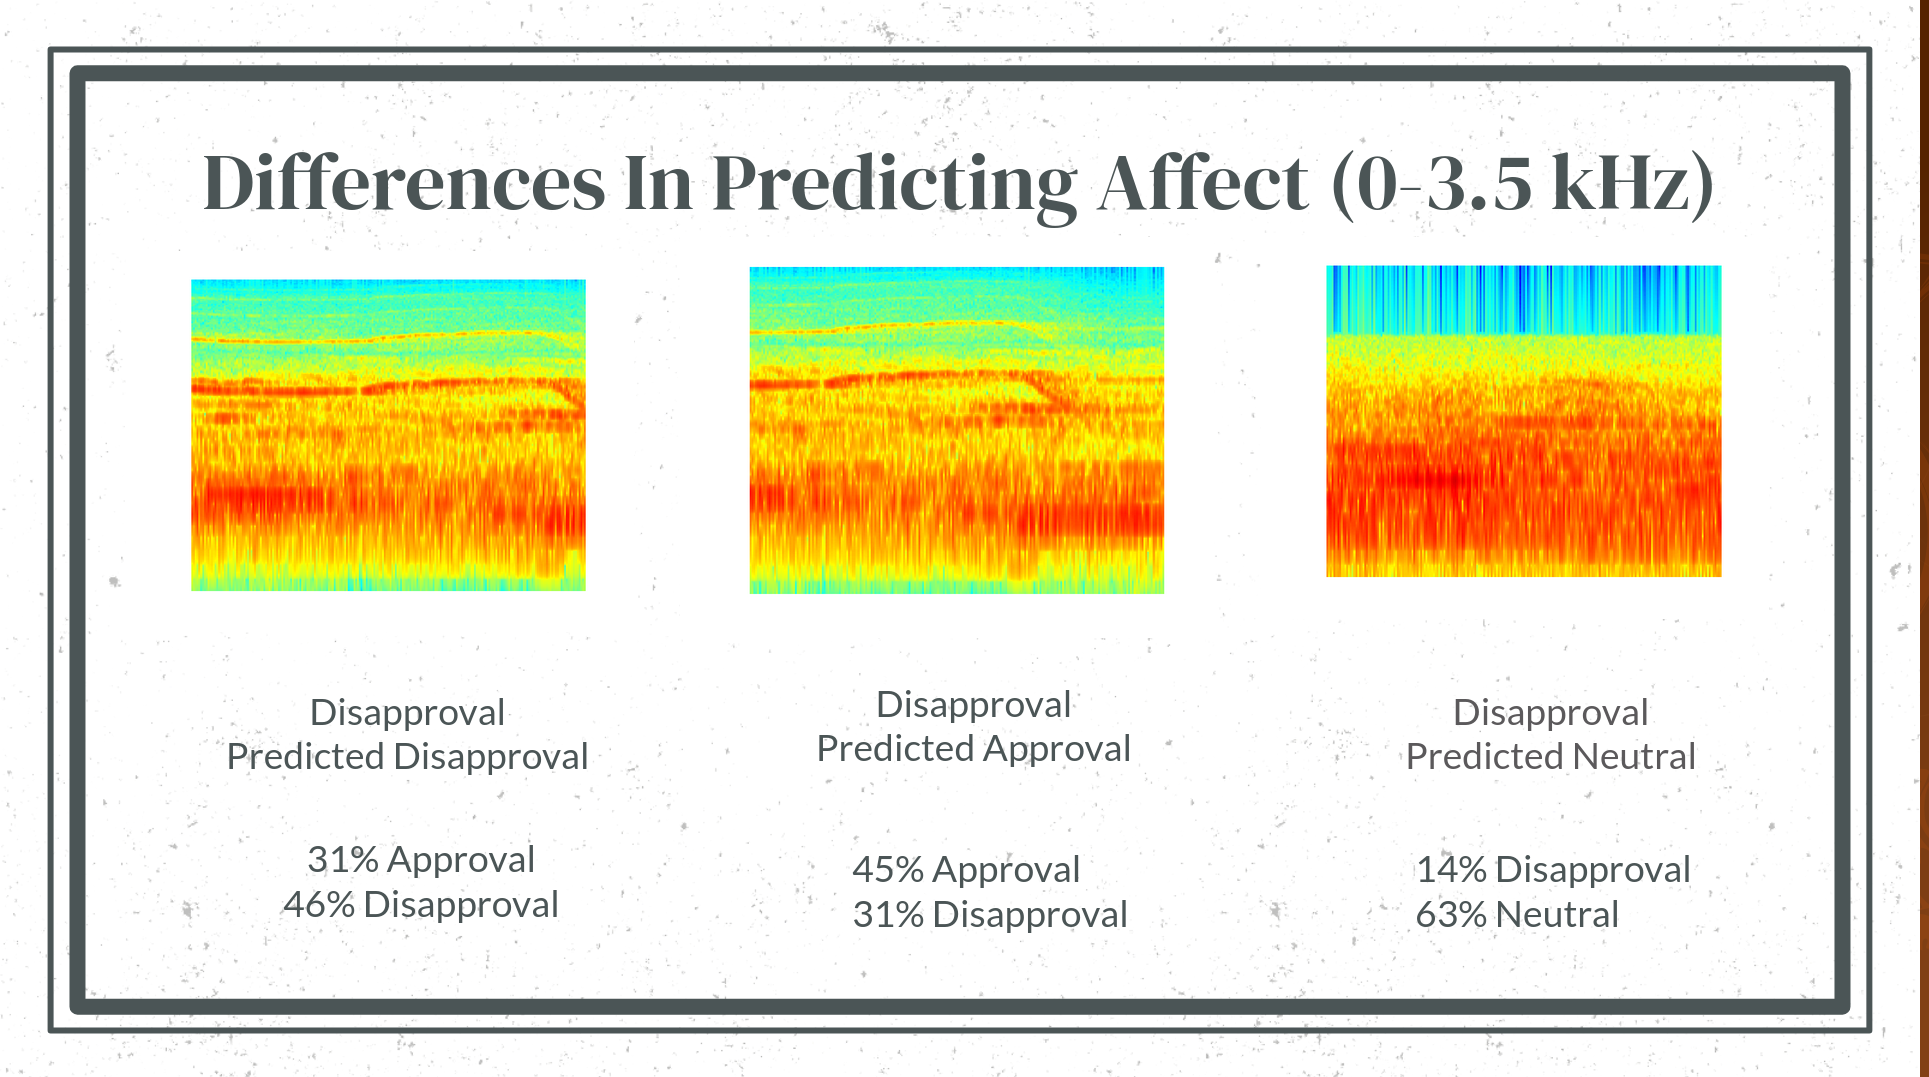 Differences In Predicting Affect (0-3.5 kHz)
Disapproval
Predicted Disapproval
31% Approval
46% Disapproval
Disapproval
Predicted Approval
45% Approval
31% Disapproval
Disapproval
Predicted Neutral
14% Disapproval
63% Neutral